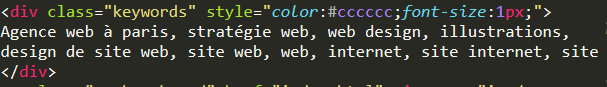 <div class="keywords" style="color:#cccccc;font-size:1px;">
Agence web à paris, stratégie web, web design, illustrations,
design de site web, site web, web, internet, site internet, site
</div>